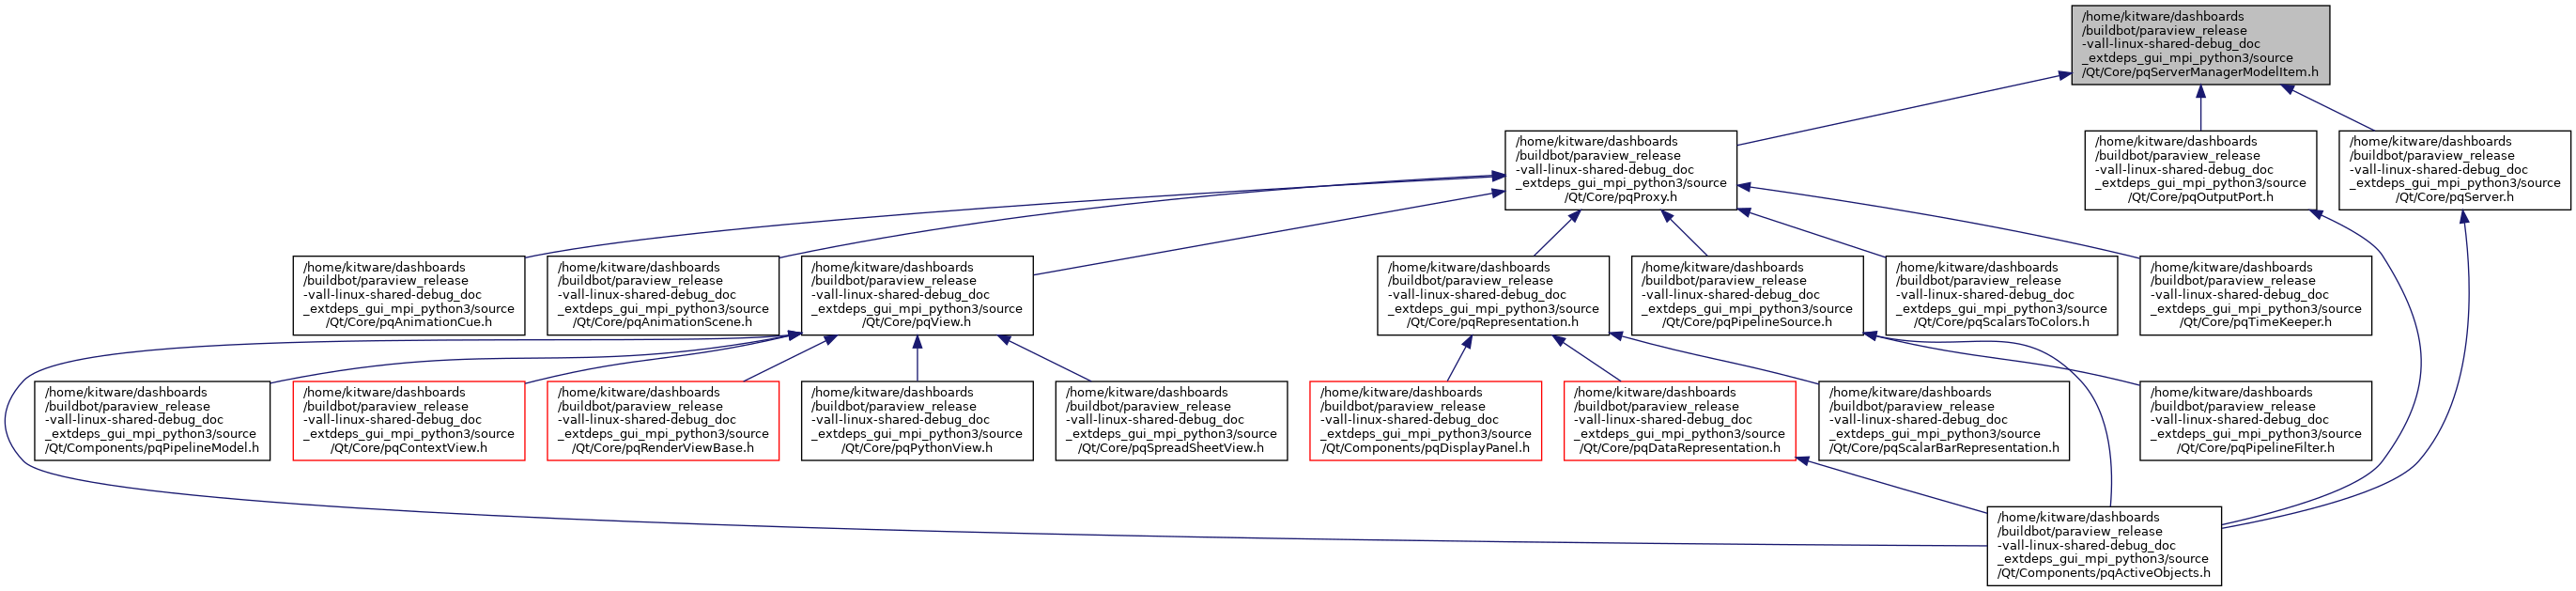 /home/kitware/dashboards
/buildbot/paraview_release
-vall-linux-shared-debug_doc
_extdeps_gui_mpi_python3/source
/Qt/Core/pqServerManagerModelItem.h
/home/kitware/dashboards
/buildbot/paraview_release
-vall-linux-shared-debug_doc
_extdeps_gui_mpi_python3/source
/Qt/Core/pqProxy.h
/home/kitware/dashboards
/buildbot/paraview_release
-vall-linux-shared-debug_doc
_extdeps_gui_mpi_python3/source
/Qt/Core/pqOutputPort.h
/home/kitware/dashboards
/buildbot/paraview_release
-vall-linux-shared-debug_doc
_extdeps_gui_mpi_python3/source
/Qt/Core/pqServer.h
/home/kitware/dashboards
/buildbot/paraview_release
-vall-linux-shared-debug_doc
_extdeps_gui_mpi_python3/source
/Qt/Core/pqAnimationCue.h
/home/kitware/dashboards
/buildbot/paraview_release
-vall-linux-shared-debug_doc
_extdeps_gui_mpi_python3/source
/Qt/Core/pqAnimationScene.h
/home/kitware/dashboards
/buildbot/paraview_release
-vall-linux-shared-debug_doc
_extdeps_gui_mpi_python3/source
/Qt/Core/pqView.h
/home/kitware/dashboards
/buildbot/paraview_release
-vall-linux-shared-debug_doc
_extdeps_gui_mpi_python3/source
/Qt/Core/pqRepresentation.h
/home/kitware/dashboards
/buildbot/paraview_release
-vall-linux-shared-debug_doc
_extdeps_gui_mpi_python3/source
/Qt/Core/pqPipelineSource.h
/home/kitware/dashboards
/buildbot/paraview_release
-vall-linux-shared-debug_doc
_extdeps_gui_mpi_python3/source
/Qt/Core/pqScalarsToColors.h
/home/kitware/dashboards
/buildbot/paraview_release
-vall-linux-shared-debug_doc
_extdeps_gui_mpi_python3/source
/Qt/Core/pqTimeKeeper.h
/home/kitware/dashboards
/buildbot/paraview_release
-vall-linux-shared-debug_doc
_extdeps_gui_mpi_python3/source
/Qt/Components/pqPipelineModel.h
/home/kitware/dashboards
/buildbot/paraview_release
-vall-linux-shared-debug_doc
_extdeps_gui_mpi_python3/source
/Qt/Core/pqContextView.h
/home/kitware/dashboards
/buildbot/paraview_release
-vall-linux-shared-debug_doc
_extdeps_gui_mpi_python3/source
/Qt/Core/pqRenderViewBase.h
/home/kitware/dashboards
/buildbot/paraview_release
-vall-linux-shared-debug_doc
_extdeps_gui_mpi_python3/source
/Qt/Core/pqPythonView.h
/home/kitware/dashboards
/buildbot/paraview_release
-vall-linux-shared-debug_doc
_extdeps_gui_mpi_python3/source
/Qt/Core/pqSpreadSheetView.h
/home/kitware/dashboards
/buildbot/paraview_release
-vall-linux-shared-debug_doc
_extdeps_gui_mpi_python3/source
/Qt/Components/pqDisplayPanel.h
/home/kitware/dashboards
/buildbot/paraview_release
-vall-linux-shared-debug_doc
_extdeps_gui_mpi_python3/source
/Qt/Core/pqDataRepresentation.h
/home/kitware/dashboards
/buildbot/paraview_release
-vall-linux-shared-debug_doc
_extdeps_gui_mpi_python3/source
/Qt/Core/pqScalarBarRepresentation.h
/home/kitware/dashboards
/buildbot/paraview_release
-vall-linux-shared-debug_doc
_extdeps_gui_mpi_python3/source
/Qt/Core/pqPipelineFilter.h
/home/kitware/dashboards
/buildbot/paraview_release
-vall-linux-shared-debug_doc
_extdeps_gui_mpi_python3/source
/Qt/Components/pqActiveObjects.h